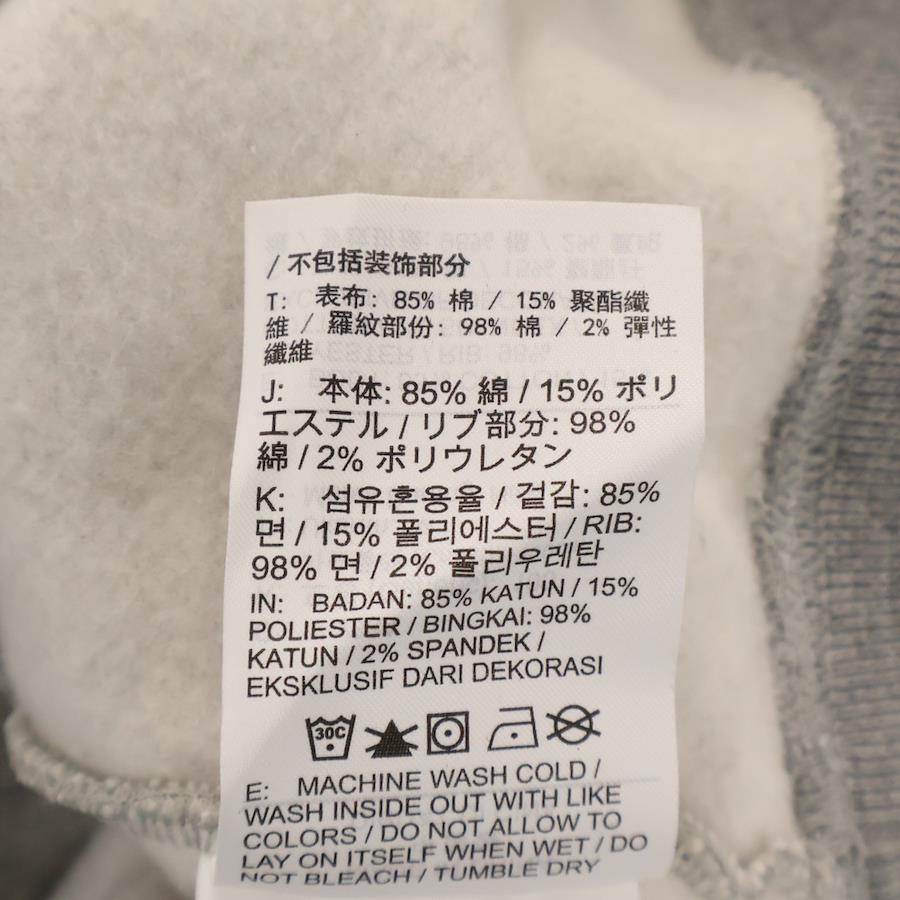 / 不包括装饰部分
T: 表布: 85% 棉 / 15% 聚酯纖
維 / 羅紋部份: 98% 棉 / 2% 彈性
纖維
J: 本体: 85% 綿 / 15% ポリ
エステル / リブ部分: 98%
綿 / 2% ポリウレタン
K: 섬유혼용율 / 겉감: 85%
면 / 15% 폴리에스터 / RIB:
98% 면 / 2% 폴리우레탄
IN: BADAN: 85% KATUN / 15%
POLIESTER / BINGKAI: 98%
KATUN / 2% SPANDEK /
EKSKLUSIF DARI DEKORASI
30C
E: MACHINE WASH COLD /
WASH INSIDE OUT WITH LIKE
COLORS / DO NOT ALLOW TO
LAY ON ITSELF WHEN WET / DO
NOT BLEACH / TUMBLE DRY